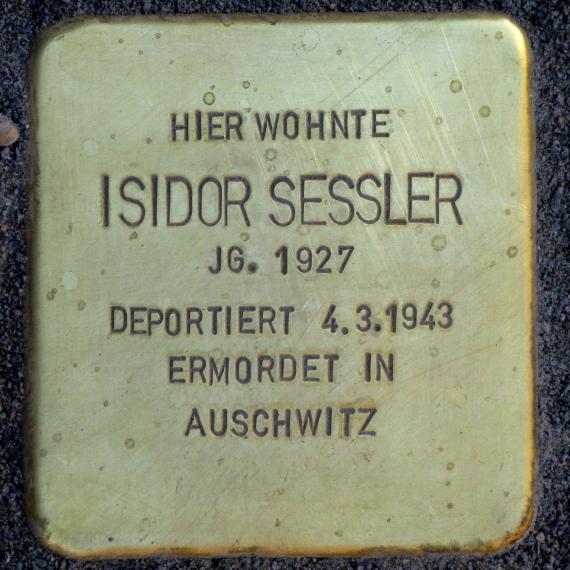 HIER WOHNTE
ISIDOR SESSLER
JG. 1927
DEPORTIERT 4.3.1943
ERMORDET IN
AUSCHWITZ